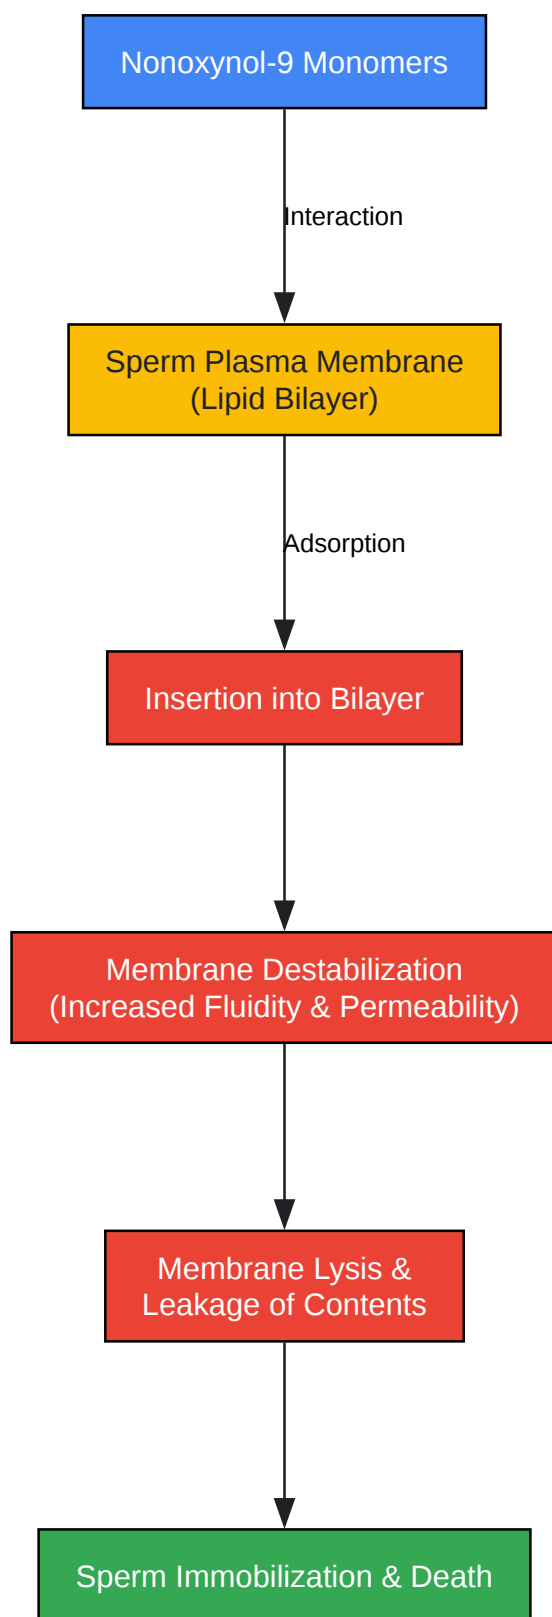 Nonoxynol-9 Monomers
Interaction
Sperm Plasma Membrane
(Lipid Bilayer)
Adsorption
Insertion into Bilayer
Membrane Destabilization
(Increased Fluidity & Permeability)
Membrane Lysis &
Leakage of Contents
Sperm Immobilization & Death